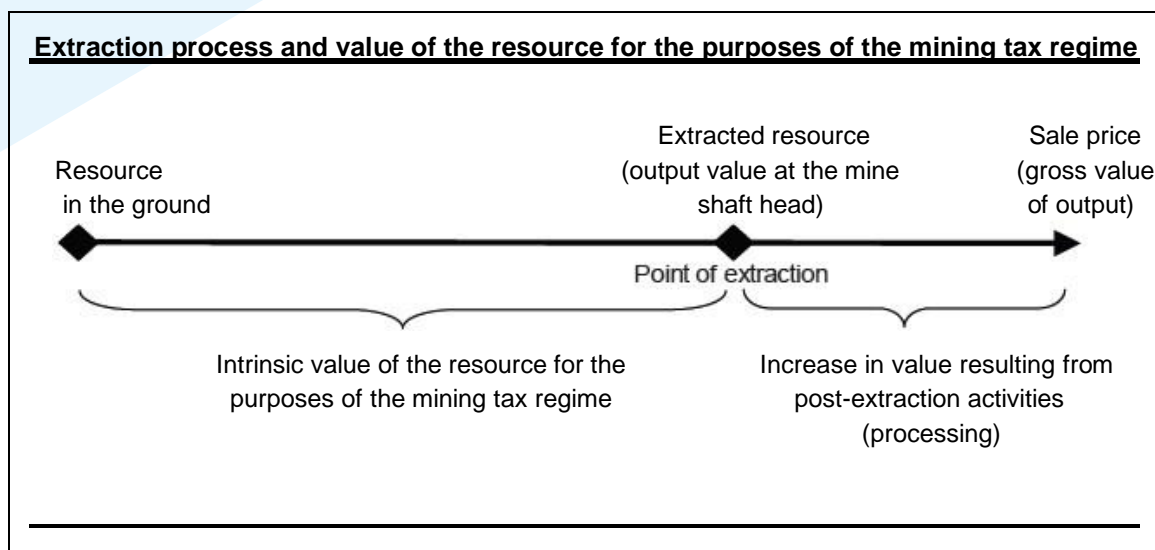 Extraction process and value of the resource for the purposes of the mining tax regime
Resource
in the ground
Extracted resource
(output value at the mine
shaft head)
Sale price
(gross value
of output)
Point of extraction
Intrinsic value of the resource for the
purposes of the mining tax regime
Increase in value resulting from
post-extraction activities
(processing)